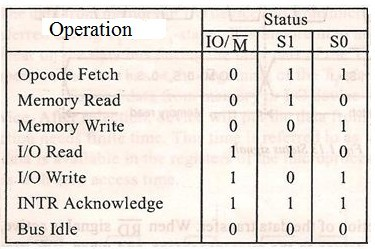 Operation Status
IO/M̅ S1 S0
Opcode Fetch 0 1 1
Memory Read 0 1 0
Memory Write 0 0 1
I/O Read 1 1 0
I/O Write 1 0 1
INTR Acknowledge 1 1 1
Bus Idle 0 0 0